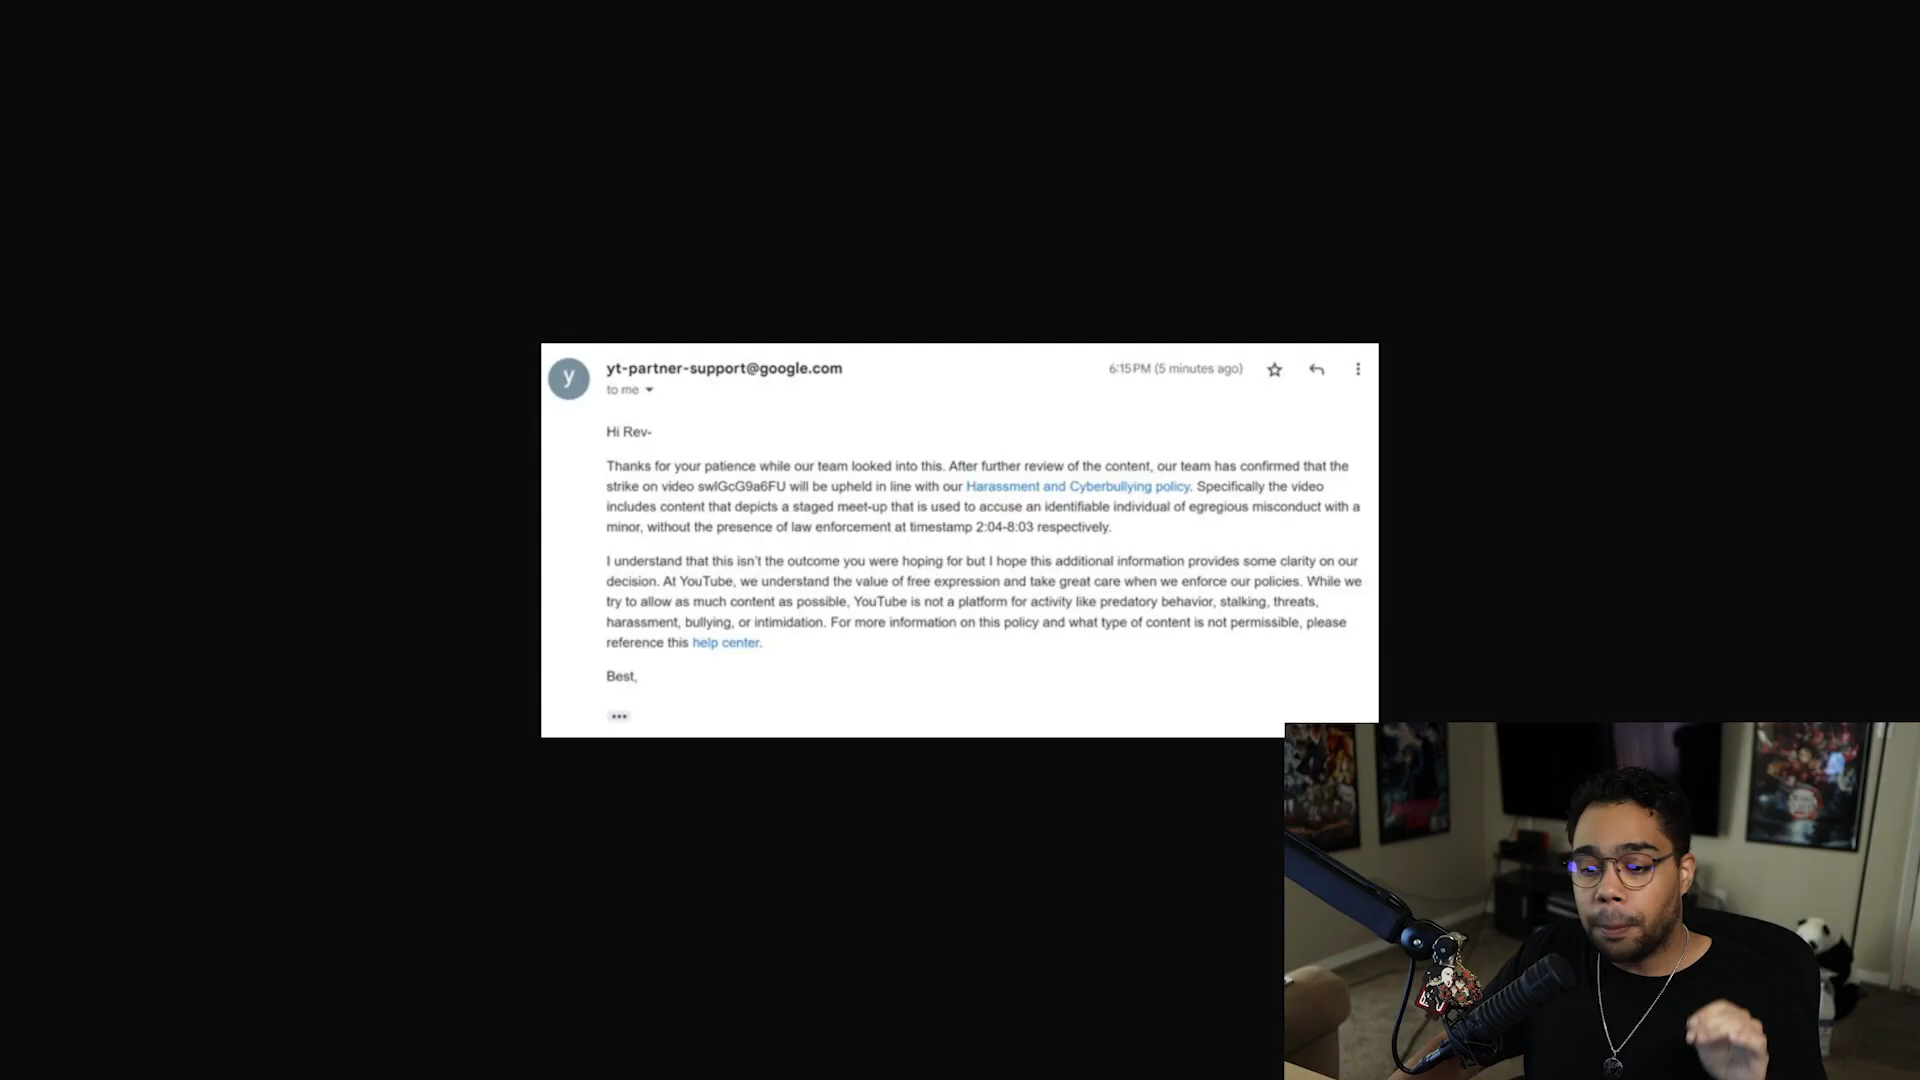 y
yt-partner-support@google.com
6:15 PM (5 minutes ago)
to me
Hi Rev-
Thanks for your patience while our team looked into this. After further review of the content, our team has confirmed that the
strike on video swlGcG9a6FU will be upheld in line with our Harassment and Cyberbullying policy. Specifically the video
includes content that depicts a staged meet-up that is used to accuse an identifiable individual of egregious misconduct with a
minor, without the presence of law enforcement at timestamp 2:04-8:03 respectively.
I understand that this isn't the outcome you were hoping for but I hope this additional information provides some clarity on our
decision. At YouTube, we understand the value of free expression and take great care when we enforce our policies. While we
try to allow as much content as possible, YouTube is not a platform for activity like predatory behavior, stalking, threats,
harassment, bullying, or intimidation. For more information on this policy and what type of content is not permissible, please
reference this help center.
Best,